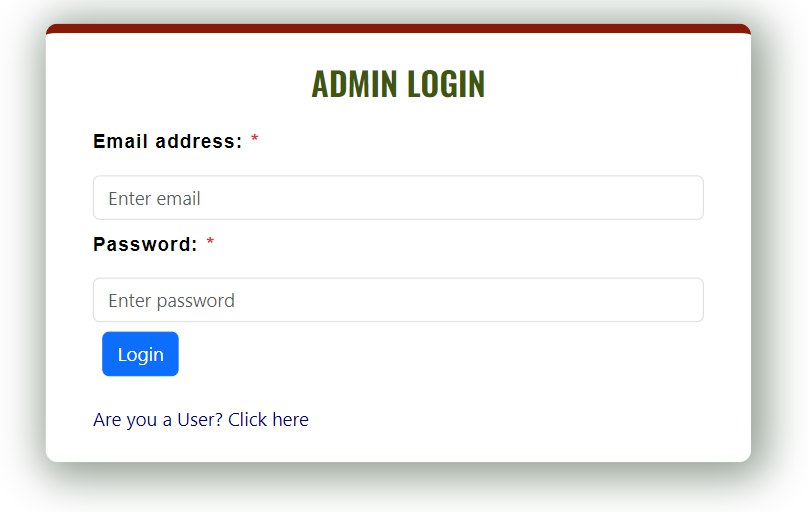 ADMIN LOGIN
Email address: *
Enter email
Password: *
Enter password
Login
Are you a User? Click here